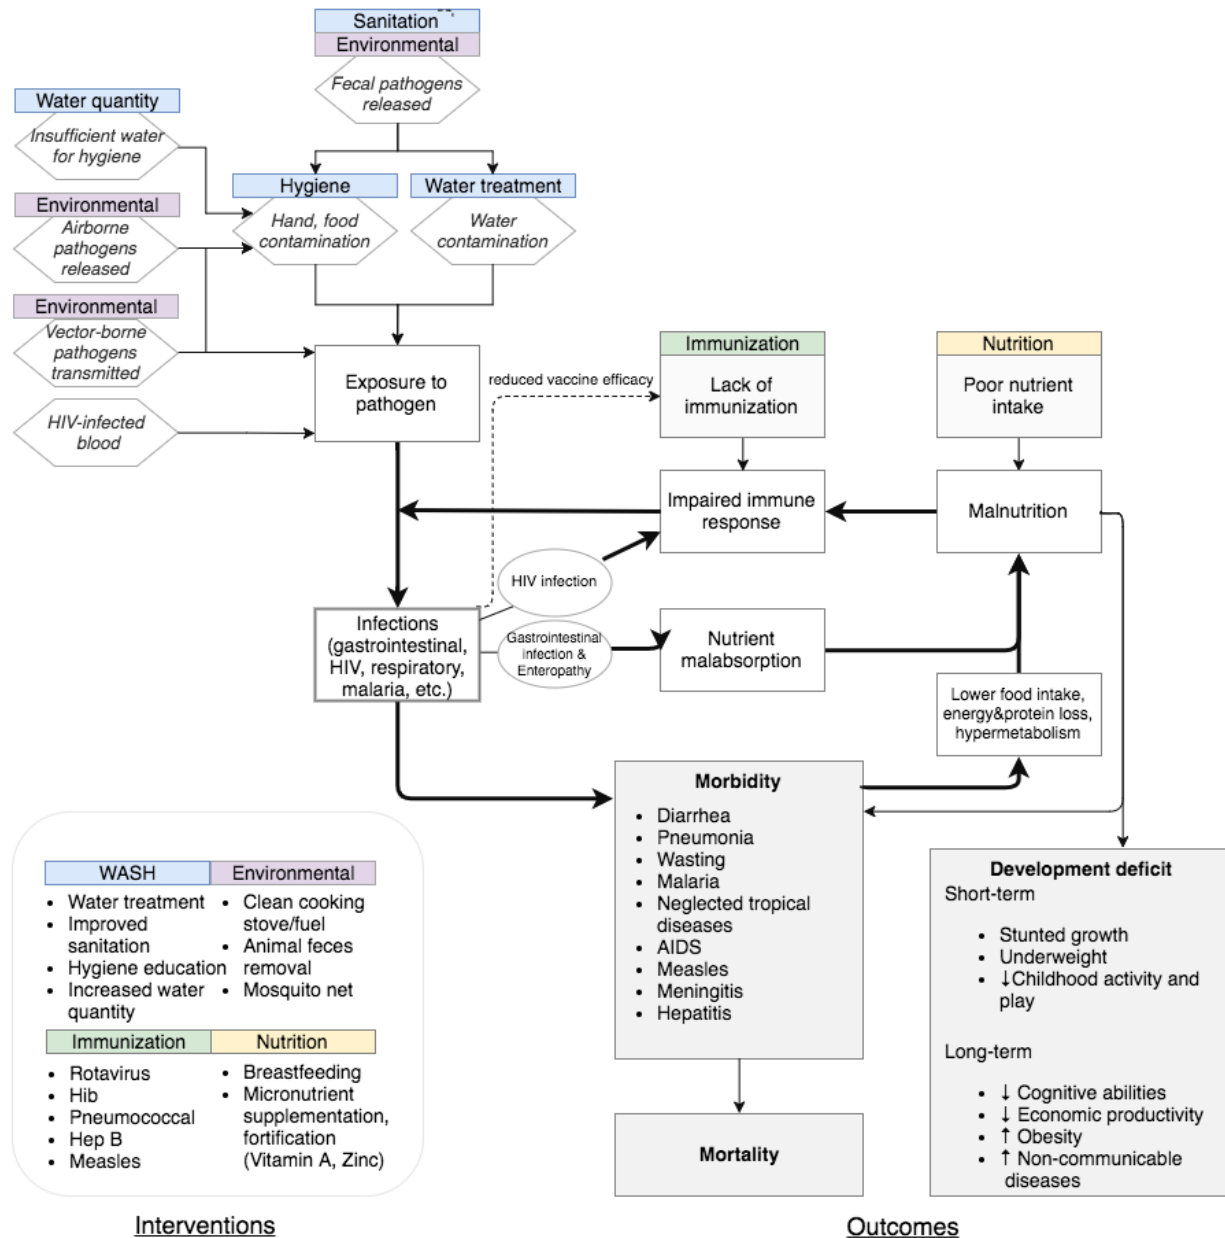 Sanitation
Environmental
Fecal pathogens
released
Water quantity
Insufficient water
for hygiene
Hygiene
Hand, food
contamination
Water treatment
Water
contamination
Environmental
Airborne
pathogens
released
Environmental
Vector-borne
pathogens
transmitted
HIV-infected
blood
Exposure to
pathogen
reduced vaccine efficacy
Immunization
Lack of
immunization
Nutrition
Poor nutrient
intake
Impaired immune
response
Malnutrition
HIV infection
Infections
(gastrointestinal,
HIV, respiratory,
malaria, etc.)
Gastrointestinal
infection &
Enteropathy
Nutrient
malabsorption
Lower food intake,
energy&protein loss,
hypermetabolism
Morbidity
• Diarrhea
• Pneumonia
• Wasting
• Malaria
• Neglected tropical
diseases
• AIDS
• Measles
• Meningitis
• Hepatitis
Mortality
Development deficit
Short-term
• Stunted growth
• Underweight
• ↓Childhood activity and
play
Long-term
• ↓ Cognitive abilities
• ↓ Economic productivity
• ↑ Obesity
• ↑ Non-communicable
diseases
WASH
• Water treatment
• Improved
sanitation
• Hygiene education
• Increased water
quantity
Environmental
• Clean cooking
stove/fuel
• Animal feces
removal
• Mosquito net
Immunization
• Rotavirus
• Hib
• Pneumococcal
• Hep B
• Measles
Nutrition
• Breastfeeding
• Micronutrient
supplementation,
fortification
(Vitamin A, Zinc)
Interventions
Outcomes